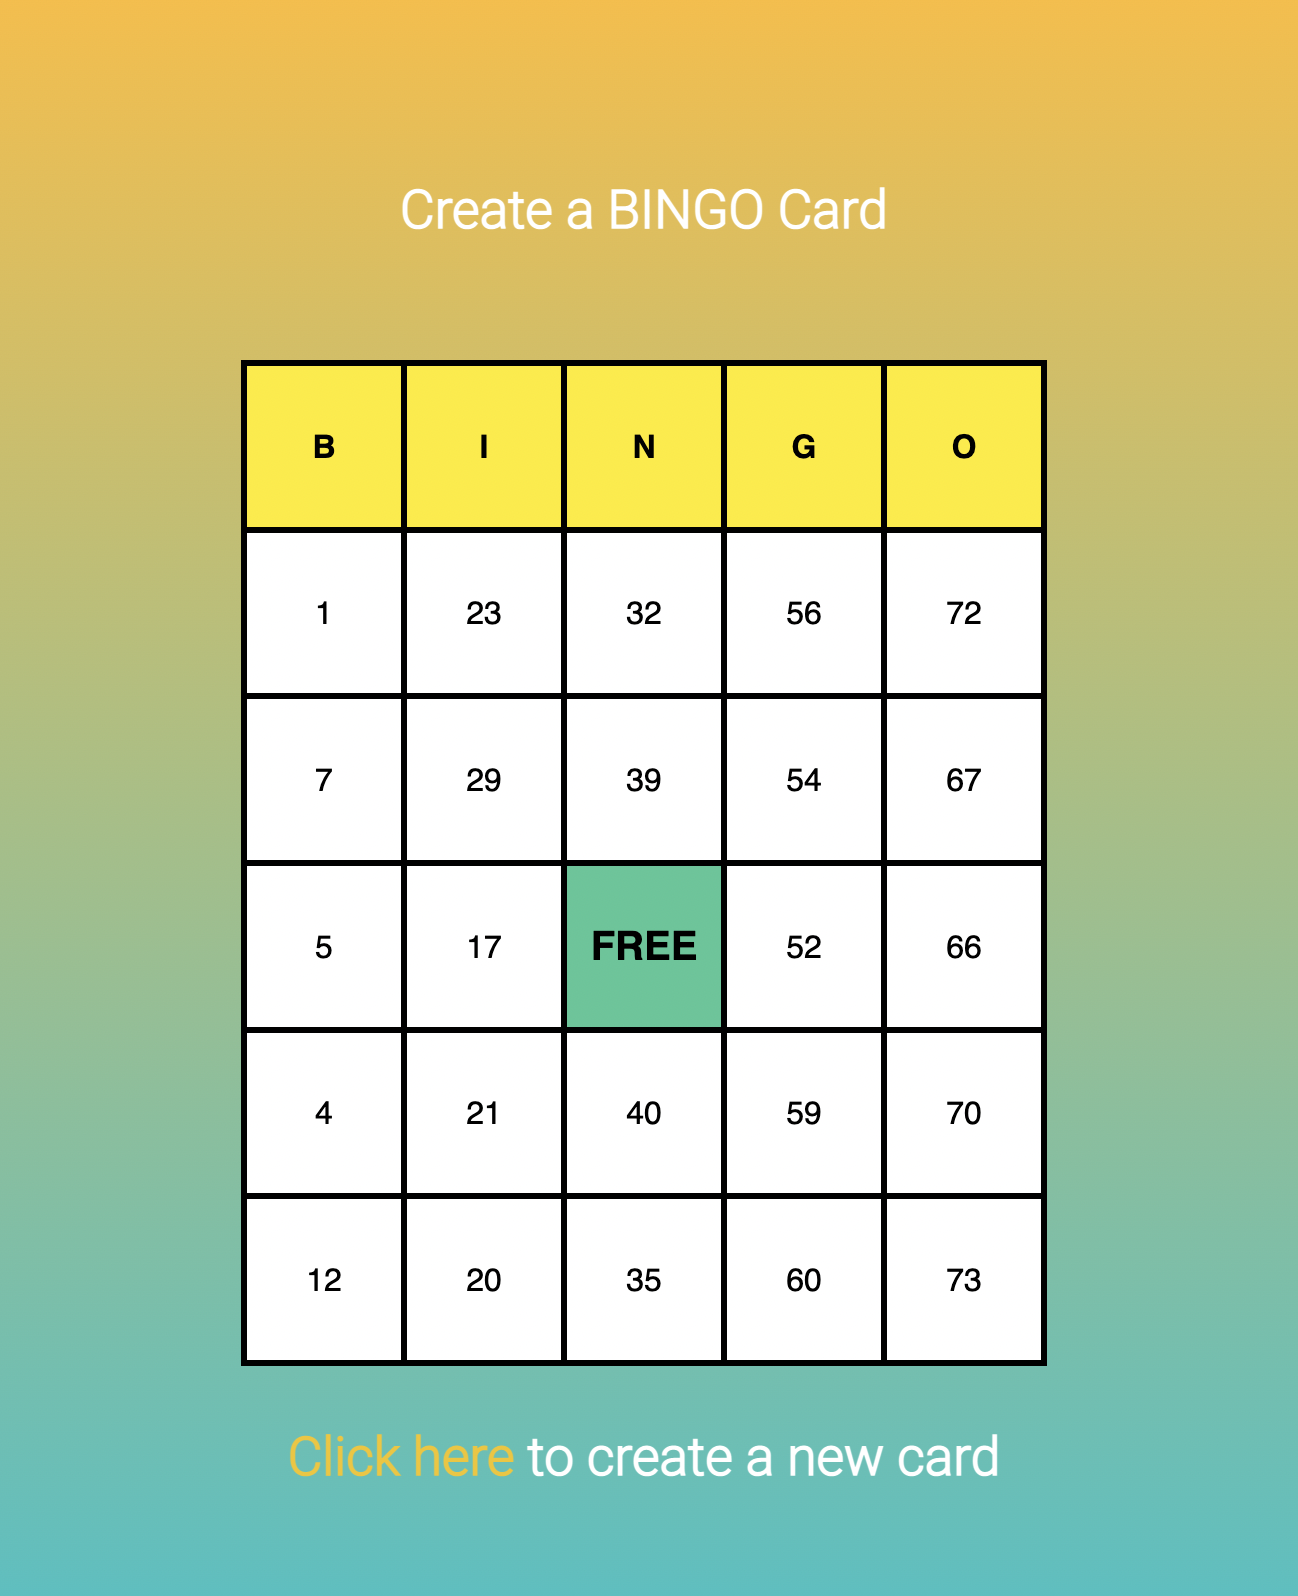 Create a BINGO Card
B I N G O
1 23 32 56 72
7 29 39 54 67
5 17 FREE 52 66
4 21 40 59 70
12 20 35 60 73
Click here to create a new card